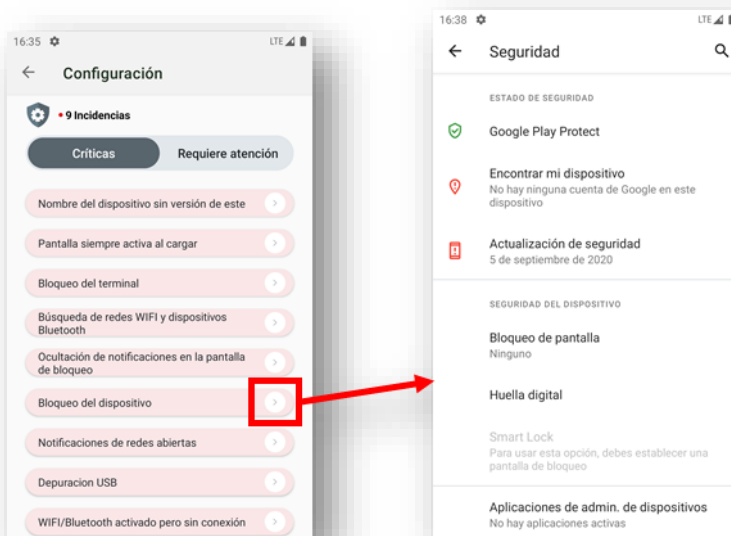 16:35
LTE
Configuración
• 9 Incidencias
Críticas
Requiere atención
Nombre del dispositivo sin versión de este
Pantalla siempre activa al cargar
Bloqueo del terminal
Búsqueda de redes WIFI y dispositivos
Bluetooth
Ocultación de notificaciones en la pantalla
de bloqueo
Bloqueo del dispositivo
Notificaciones de redes abiertas
Depuracion USB
WIFI/Bluetooth activado pero sin conexión
16:38
LTE
Seguridad
ESTADO DE SEGURIDAD
Google Play Protect
Encontrar mi dispositivo
No hay ninguna cuenta de Google en este
dispositivo
Actualización de seguridad
5 de septiembre de 2020
SEGURIDAD DEL DISPOSITIVO
Bloqueo de pantalla
Ninguno
Huella digital
Smart Lock
Para usar esta opción, debes establecer una
pantalla de bloqueo
Aplicaciones de admin. de dispositivos
No hay aplicaciones activas